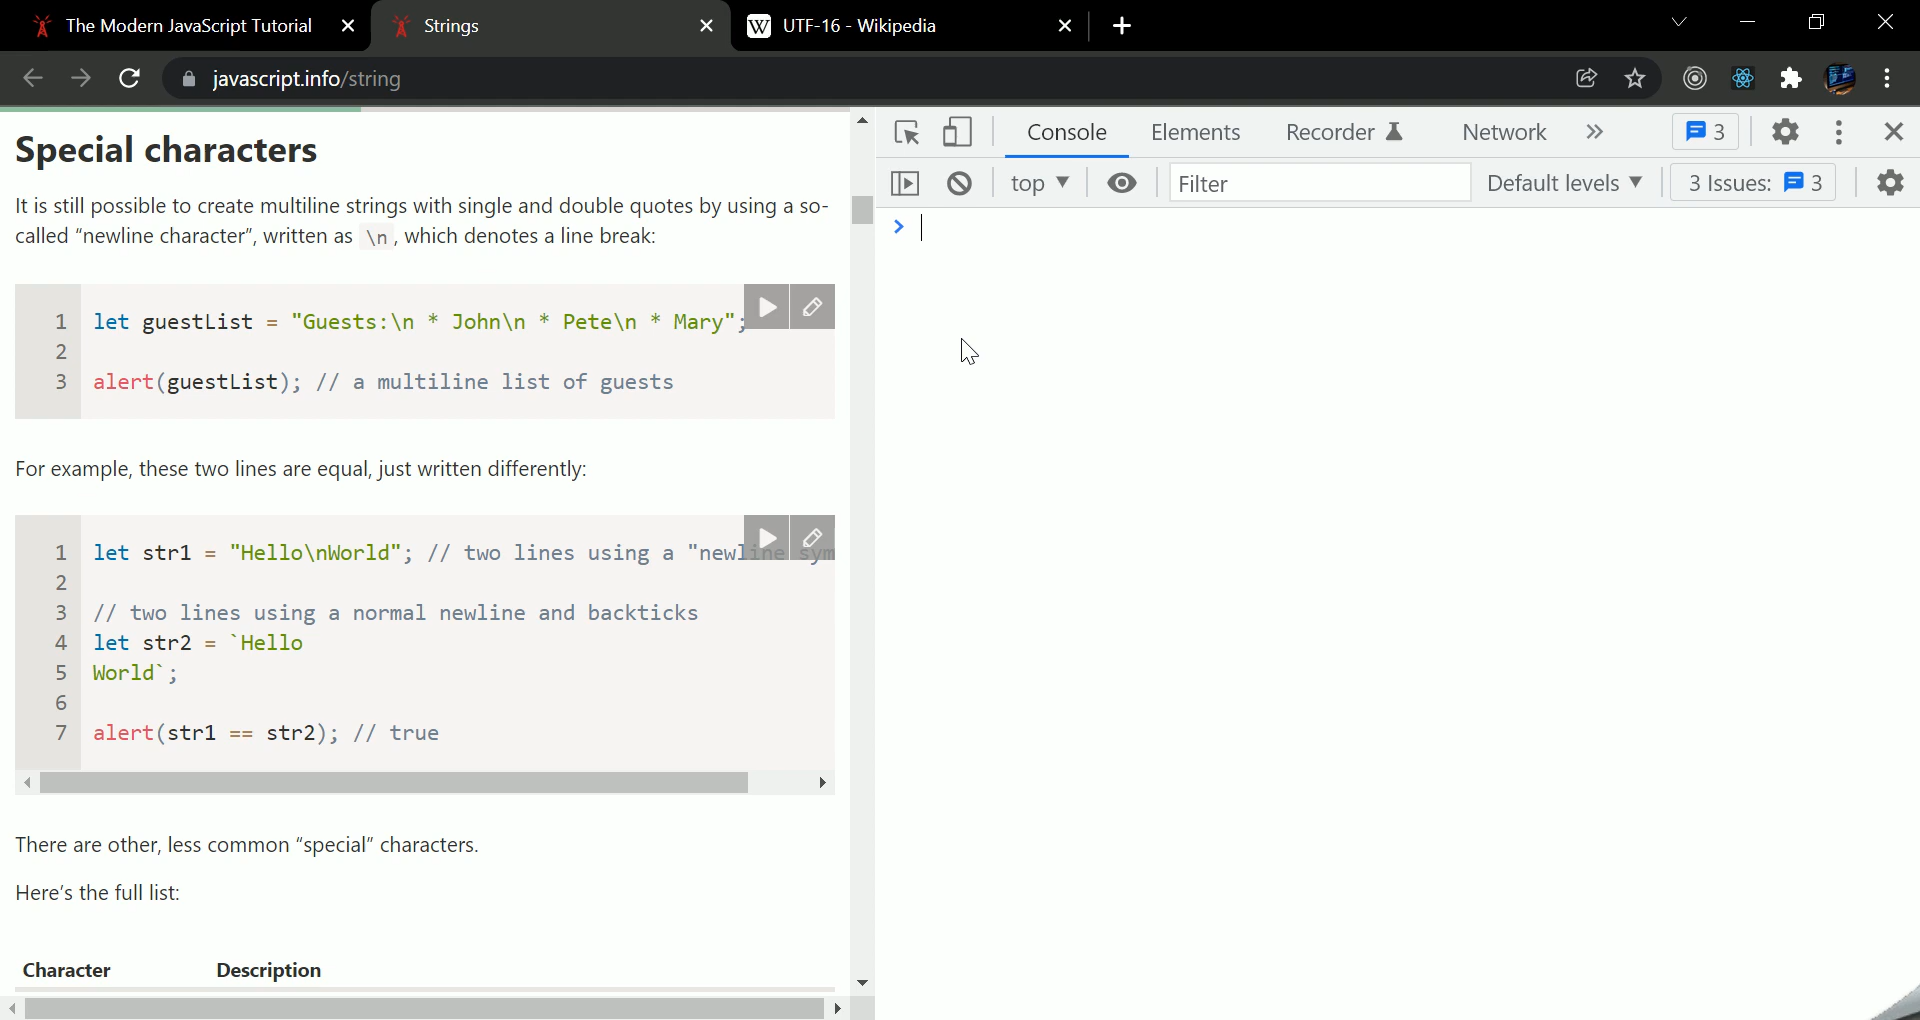 The Modern JavaScript Tutorial
Strings
UTF-16 - Wikipedia
javascript.info/string
Special characters
It is still possible to create multiline strings with single and double quotes by using a so-
called “newline character”, written as \n, which denotes a line break:
1 let guestList = "Guests:\n * John\n * Pete\n * Mary";
2
3 alert(guestList); // a multiline list of guests
For example, these two lines are equal, just written differently:
1 let str1 = "Hello\nWorld"; // two lines using a "newline sym
2
3 // two lines using a normal newline and backticks
4 let str2 = `Hello
5 World`;
6
7 alert(str1 == str2); // true
There are other, less common “special” characters.
Here’s the full list:
Character Description
Console Elements Recorder Network » 3
top Filter Default levels 3 Issues: 3
>